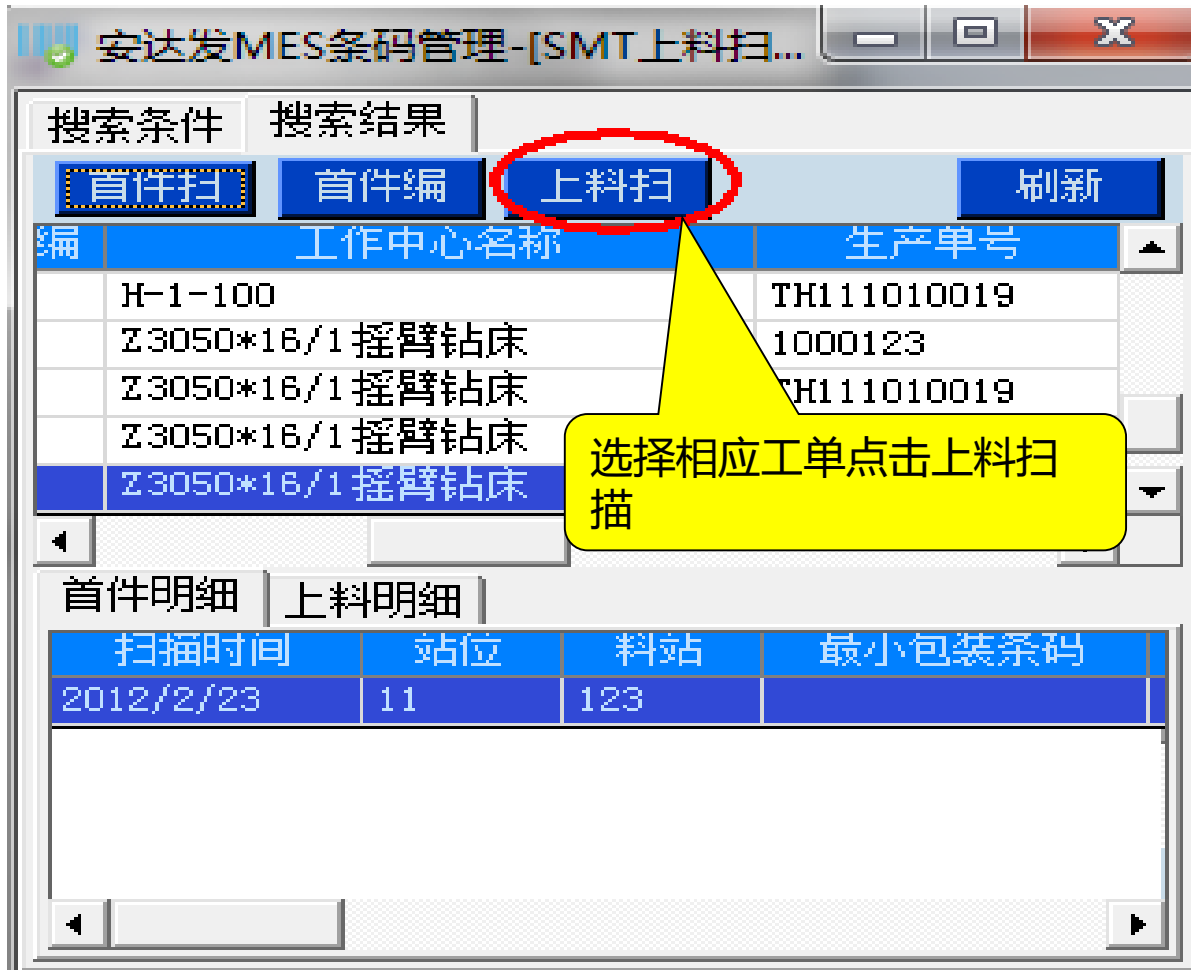 安达发MES条码管理-[SMT上料扫...
搜索条件 搜索结果
首件扫 首件编 上料扫 刷新
编 工作中心名称 生产单号
H-1-100 TH111010019
Z3050*16/1摇臂钻床 1000123
Z3050*16/1摇臂钻床 TH111010019
Z3050*16/1摇臂钻床
Z3050*16/1摇臂钻床
选择相应工单点击上料扫
描
首件明细 上料明细
扫描时间 站位 料站 最小包装条码
2012/2/23 11 123